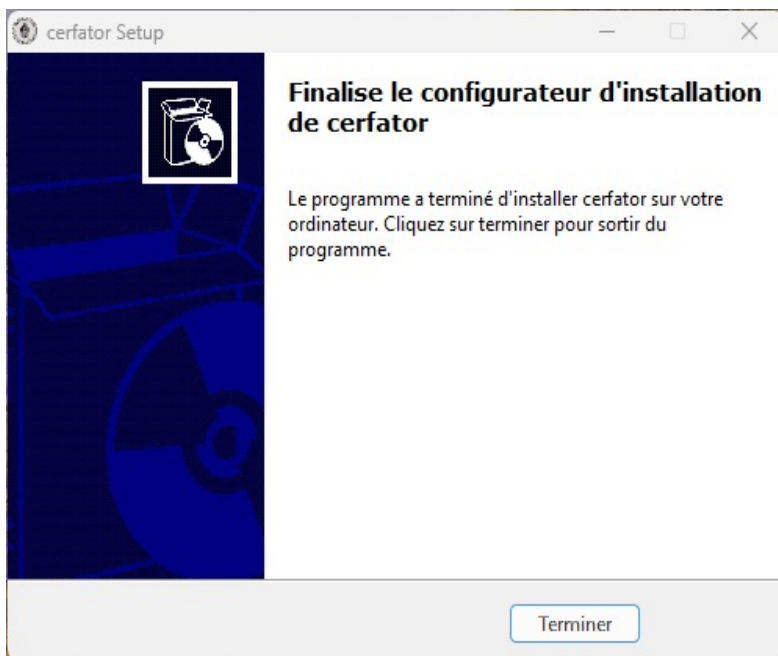 cerfator Setup
Finalise le configurateur d'installation
de cerfator
Le programme a terminé d'installer cerfator sur votre
ordinateur. Cliquez sur terminer pour sortir du
programme.
Terminer